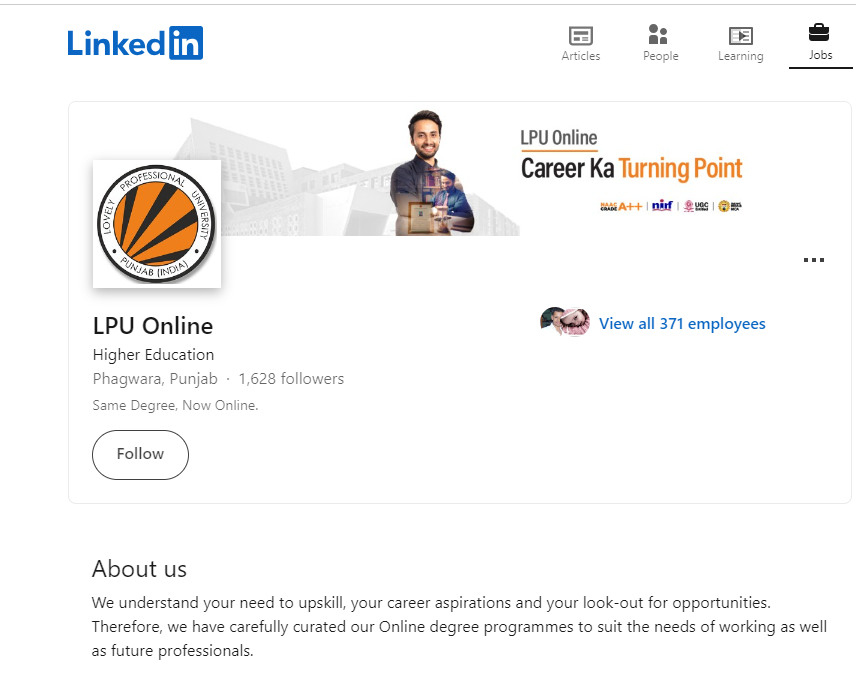 LinkedIn
Articles
People
Learning
Jobs
LPU Online
Career Ka Turning Point
NAAC GRADE A++ | nirf | UGC
LOVELY PROFESSIONAL UNIVERSITY
PUNJAB (INDIA)
LPU Online
View all 371 employees
Higher Education
Phagwara, Punjab · 1,628 followers
Same Degree, Now Online.
Follow
About us
We understand your need to upskill, your career aspirations and your look-out for opportunities.
Therefore, we have carefully curated our Online degree programmes to suit the needs of working as well
as future professionals.